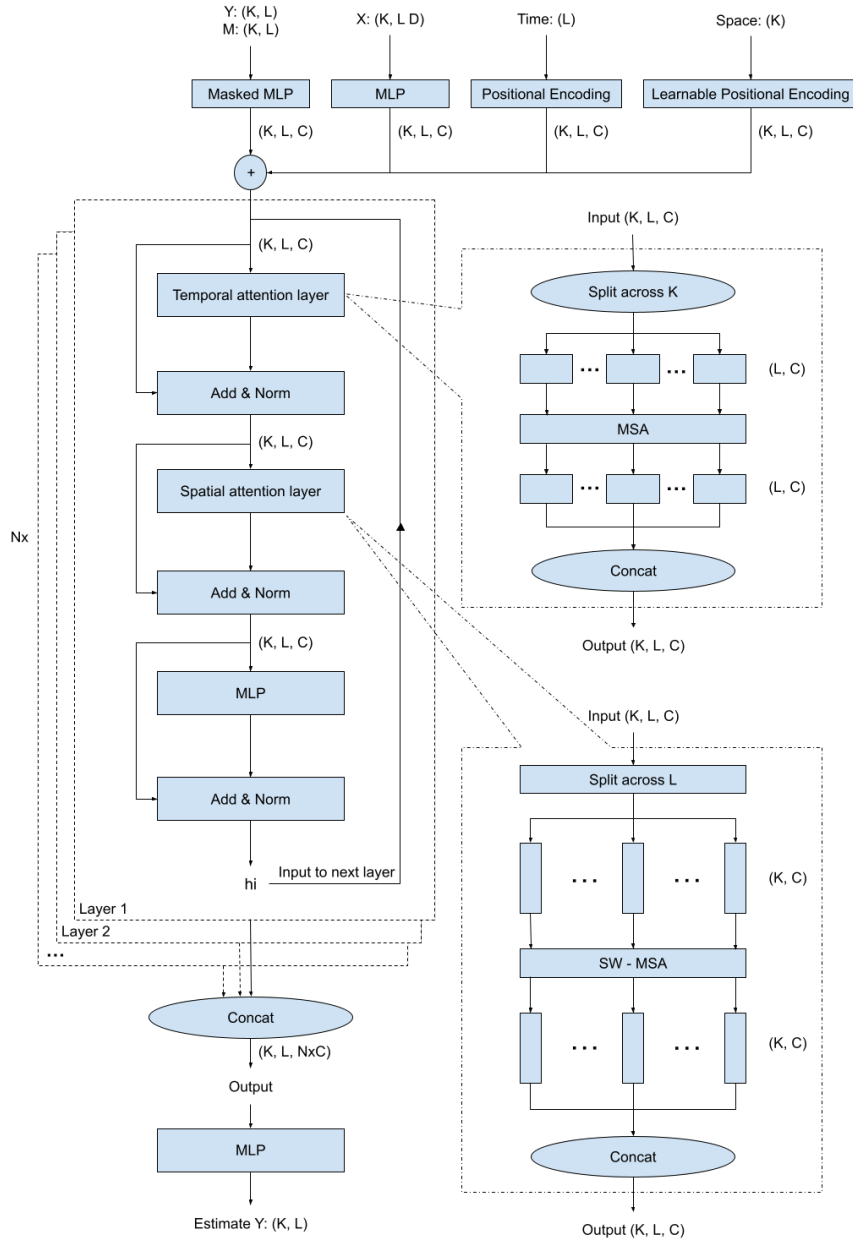 Y: (K, L)
M: (K, L)
X: (K, L D)
Time: (L)
Space: (K)
Masked MLP
MLP
Positional Encoding
Learnable Positional Encoding
(K, L, C)
(K, L, C)
(K, L, C)
(K, L, C)
+
(K, L, C)
Temporal attention layer
Add & Norm
(K, L, C)
Spatial attention layer
Nx
Add & Norm
(K, L, C)
MLP
Add & Norm
hi
Input to next layer
Layer 1
Layer 2
...
Concat
(K, L, NxC)
Output
MLP
Estimate Y: (K, L)
Input (K, L, C)
Split across K
... ...
(L, C)
MSA
... ...
(L, C)
Concat
Output (K, L, C)
Input (K, L, C)
Split across L
... ...
(K, C)
SW - MSA
... ...
(K, C)
Concat
Output (K, L, C)